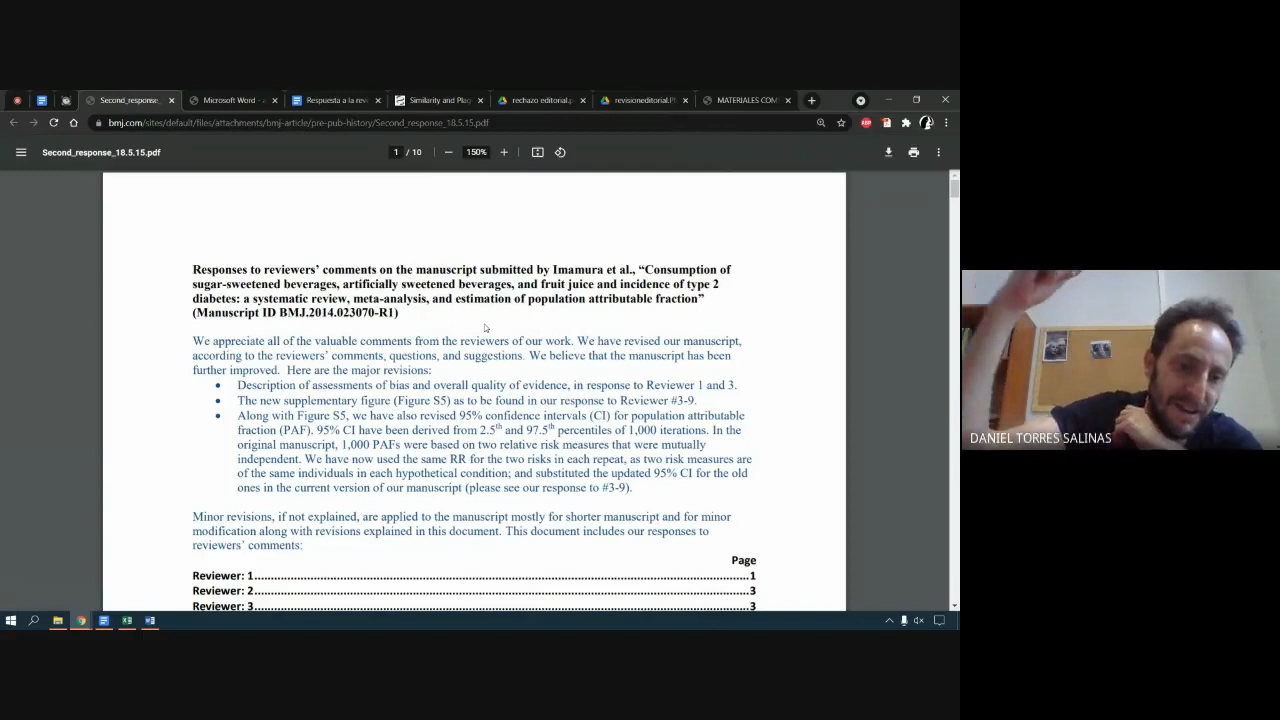 Second_response_
Microsoft Word -
Respuesta a la revi
Similarity and Plag
rechazo editorial.p
revisioneditorial.P
MATERIALES COM
bmj.com/sites/default/files/attachments/bmj-article/pre-pub-history/Second_response_18.5.15.pdf
ABP
Second_response_18.5.15.pdf
1 / 10
150%
Responses to reviewers’ comments on the manuscript submitted by Imamura et al., “Consumption of
sugar-sweetened beverages, artificially sweetened beverages, and fruit juice and incidence of type 2
diabetes: a systematic review, meta-analysis, and estimation of population attributable fraction”
(Manuscript ID BMJ.2014.023070-R1)
We appreciate all of the valuable comments from the reviewers of our work. We have revised our manuscript,
according to the reviewers’ comments, questions, and suggestions. We believe that the manuscript has been
further improved. Here are the major revisions:
• Description of assessments of bias and overall quality of evidence, in response to Reviewer 1 and 3.
• The new supplementary figure (Figure S5) as to be found in our response to Reviewer #3-9.
• Along with Figure S5, we have also revised 95% confidence intervals (CI) for population attributable
fraction (PAF). 95% CI have been derived from 2.5th and 97.5th percentiles of 1,000 iterations. In the
original manuscript, 1,000 PAFs were based on two relative risk measures that were mutually
independent. We have now used the same RR for the two risks in each repeat, as two risk measures are
of the same individuals in each hypothetical condition; and substituted the updated 95% CI for the old
ones in the current version of our manuscript (please see our response to #3-9).
Minor revisions, if not explained, are applied to the manuscript mostly for shorter manuscript and for minor
modification along with revisions explained in this document. This document includes our responses to
reviewers’ comments:
Page
Reviewer: 1 1
Reviewer: 2 3
Reviewer: 3 3
DANIEL TORRES SALINAS